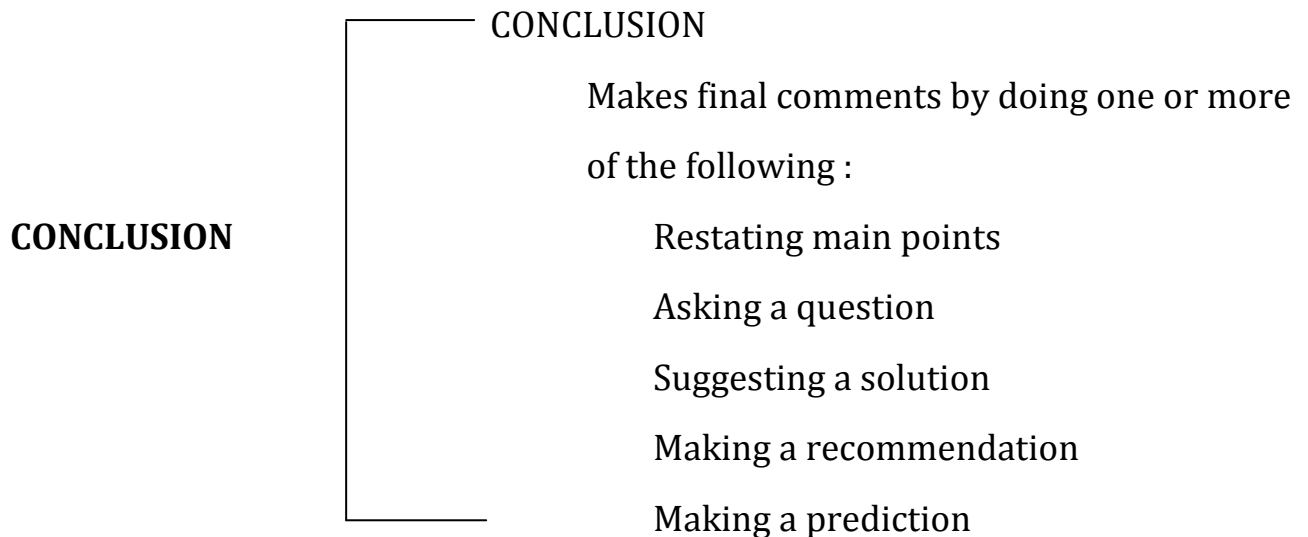 CONCLUSION
Makes final comments by doing one or more
of the following :
CONCLUSION
Restating main points
Asking a question
Suggesting a solution
Making a recommendation
Making a prediction